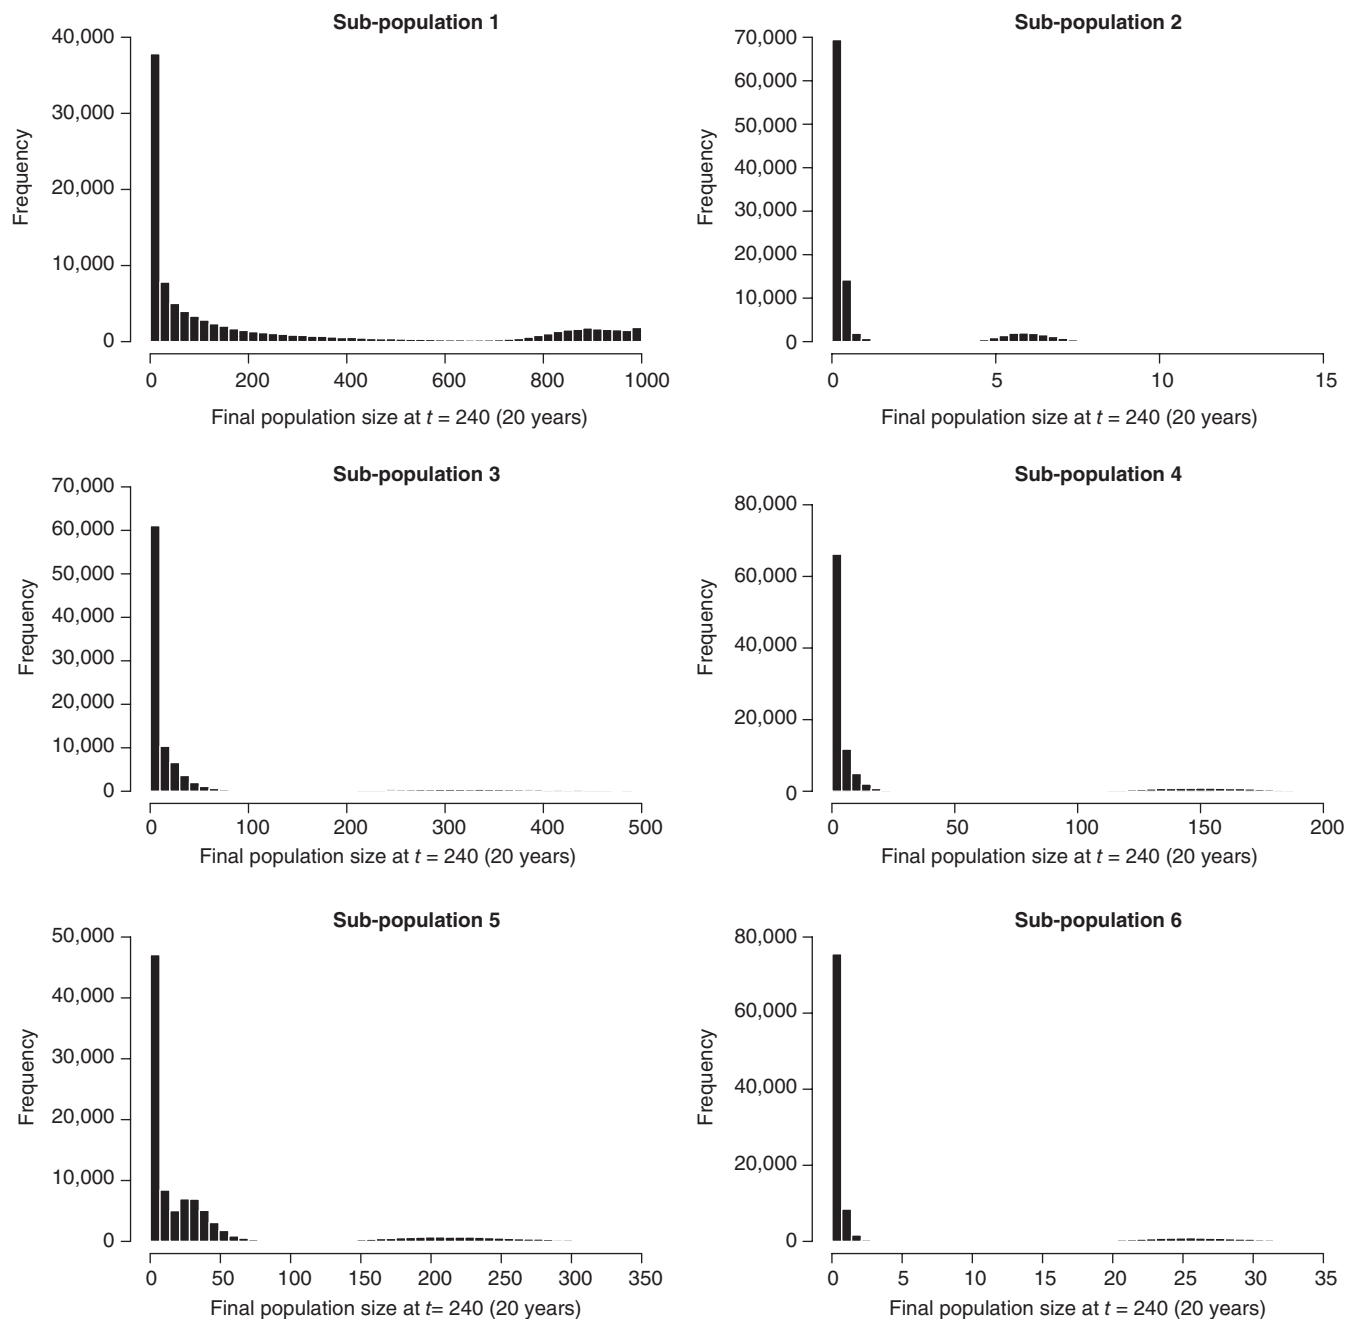 Sub-population 1
40,000
30,000
20,000
10,000
0
Frequency
0 200 400 600 800 1000
Final population size at t = 240 (20 years)
Sub-population 2
70,000
60,000
50,000
40,000
30,000
20,000
10,000
0
Frequency
0 5 10 15
Final population size at t = 240 (20 years)
Sub-population 3
70,000
60,000
50,000
40,000
30,000
20,000
10,000
0
Frequency
0 100 200 300 400 500
Final population size at t = 240 (20 years)
Sub-population 4
80,000
60,000
40,000
20,000
0
Frequency
0 50 100 150 200
Final population size at t = 240 (20 years)
Sub-population 5
50,000
40,000
30,000
20,000
10,000
0
Frequency
0 50 100 150 200 250 300 350
Final population size at t= 240 (20 years)
Sub-population 6
80,000
60,000
40,000
20,000
0
Frequency
0 5 10 15 20 25 30 35
Final population size at t = 240 (20 years)